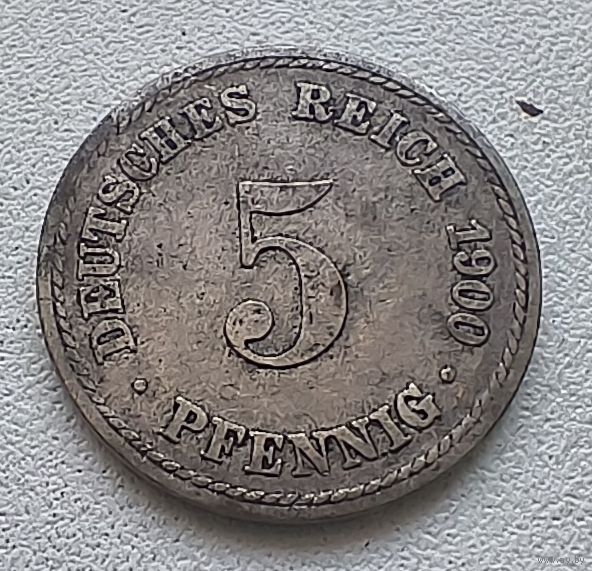 DEUTSCHES REICH 1900
5
PFENNIG